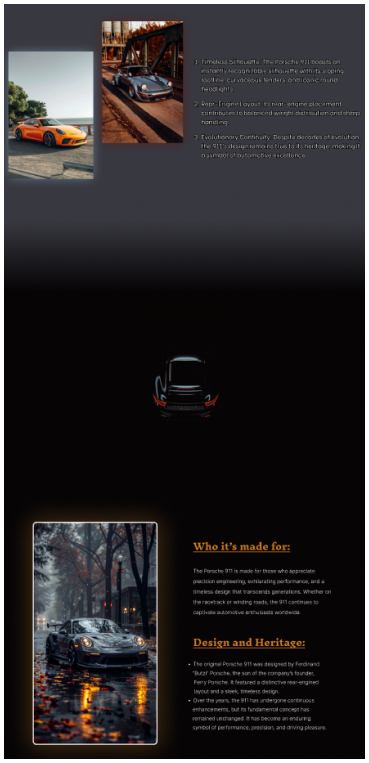 1. Timeless Silhouette: The Porsche 911 boasts an
instantly recognizable silhouette with its sloping
roofline, curvaceous fenders, and iconic round
headlights.
2. Rear-Engine Layout: Its rear-engine placement
contributes to balanced weight distribution and sharp
handling.
3. Evolutionary Continuity: Despite decades of evolution,
the 911's design remains true to its heritage, making it
a symbol of automotive excellence.
Who it's made for:
The Porsche 911 is made for those who appreciate
precision engineering, exhilarating performance, and a
timeless design that transcends generations. Whether on
the racetrack or winding roads, the 911 continues to
captivate automotive enthusiasts worldwide.
Design and Heritage:
• The original Porsche 911 was designed by Ferdinand
"Butzi" Porsche, the son of the company's founder,
Ferry Porsche. It featured a distinctive rear-engined
layout and a sleek, timeless design.
• Over the years, the 911 has undergone continuous
enhancements, but its fundamental concept has
remained unchanged. It has become an enduring
symbol of performance, precision, and driving pleasure.